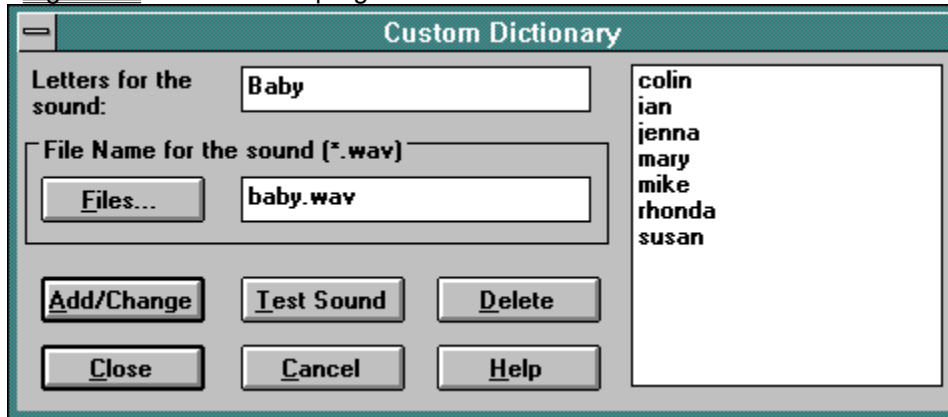 Custom Dictionary
Letters for the
sound:
Baby
File Name for the sound (*.wav)
Files...
baby.wav
Add/Change
Test Sound
Delete
Close
Cancel
Help
colin
ian
jenna
mary
mike
rhonda
susan